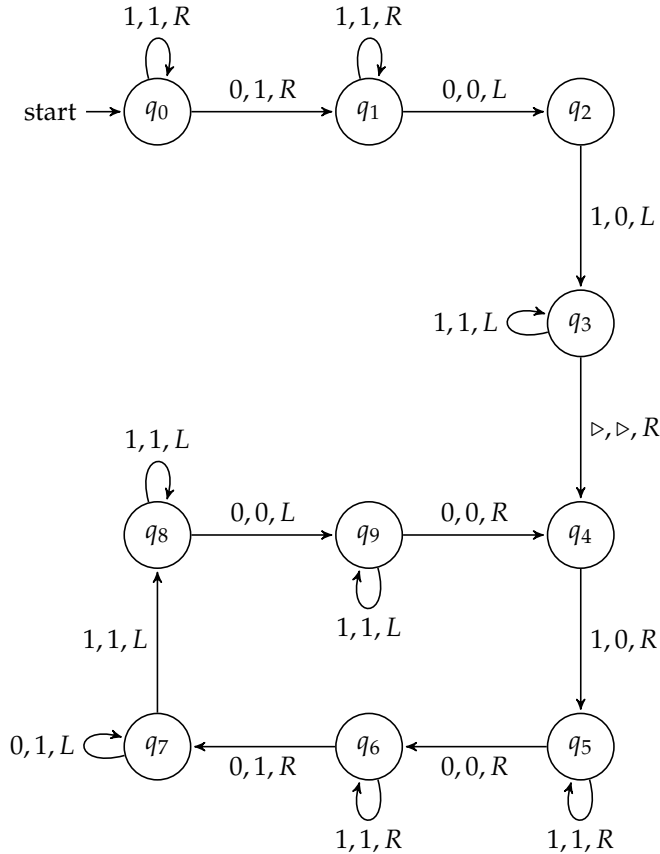 1, 1, R 1, 1, R
start q0 0, 1, R q1 0, 0, L q2
1, 0, L
1, 1, L q3
▷, ▷, R
1, 1, L
q8 0, 0, L q9 0, 0, R q4
1, 1, L
1, 1, L 1, 0, R
0, 1, L q7 0, 1, R q6 0, 0, R q5
1, 1, R 1, 1, R